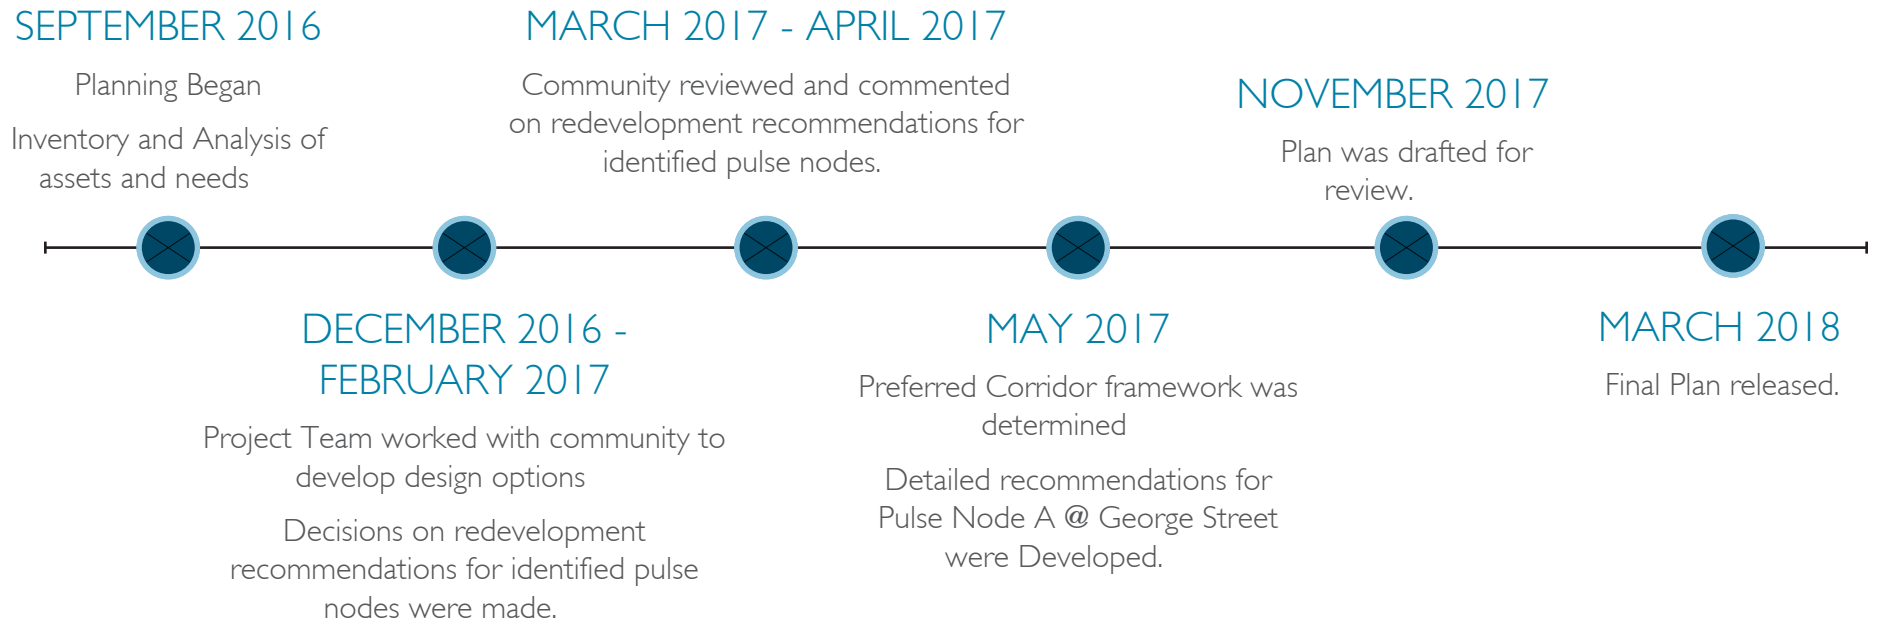 SEPTEMBER 2016
Planning Began
Inventory and Analysis of
assets and needs
DECEMBER 2016 -
FEBRUARY 2017
Project Team worked with community to
develop design options
Decisions on redevelopment
recommendations for identified pulse
nodes were made.
MARCH 2017 - APRIL 2017
Community reviewed and commented
on redevelopment recommendations for
identified pulse nodes.
MAY 2017
Preferred Corridor framework was
determined
Detailed recommendations for
Pulse Node A @ George Street
were Developed.
NOVEMBER 2017
Plan was drafted for
review.
MARCH 2018
Final Plan released.